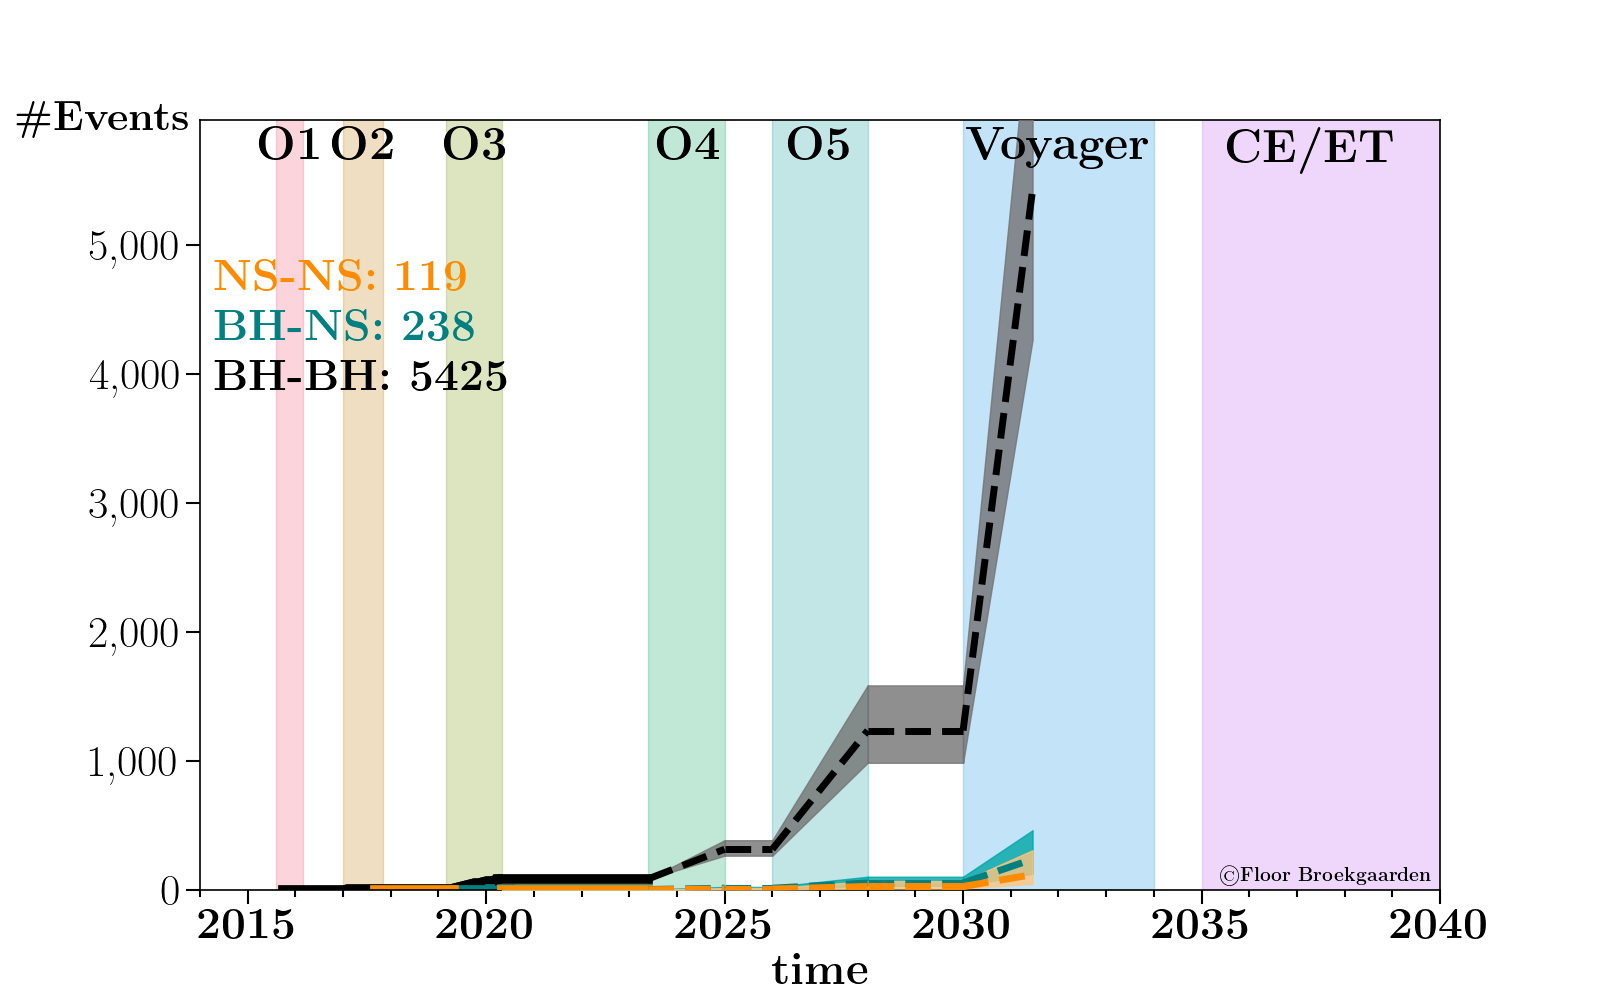 #Events
O1 O2 O3 O4 O5 Voyager CE/ET
5,000
NS-NS: 119
BH-NS: 238
4,000
BH-BH: 5425
3,000
2,000
1,000
©Floor Broekgaarden
0
2015 2020 2025 2030 2035 2040
time